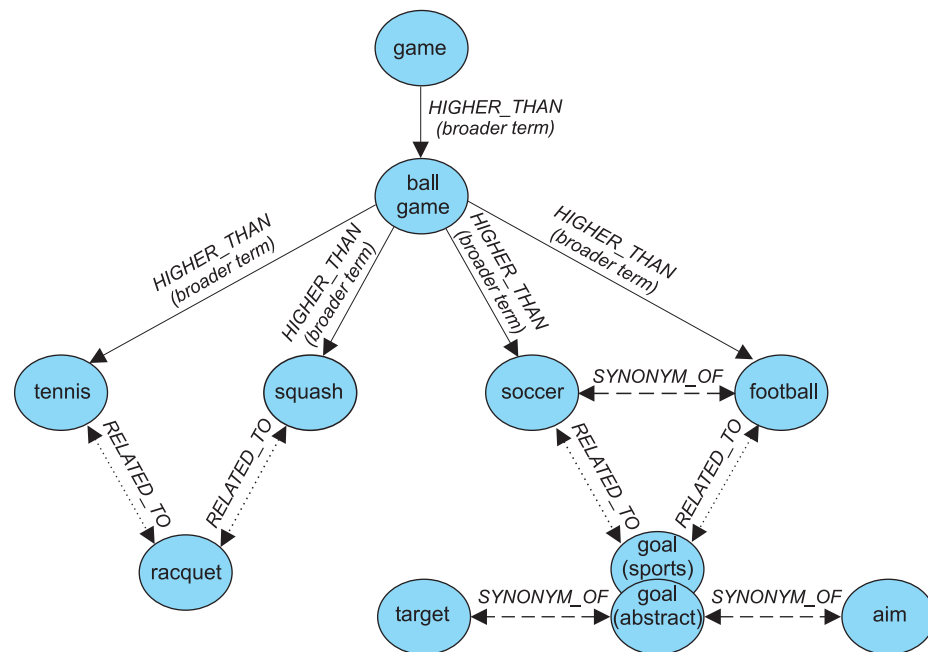 game
HIGHER_THAN
(broader term)
ball
game
HIGHER_THAN
(broader term)
HIGHER_THAN
(broader term)
HIGHER_THAN
(broader term)
HIGHER_THAN
(broader term)
tennis
squash
soccer
SYNONYM_OF
football
RELATED_TO
RELATED_TO
RELATED_TO
RELATED_TO
racquet
goal
(sports)
target
SYNONYM_OF
goal
(abstract)
SYNONYM_OF
aim